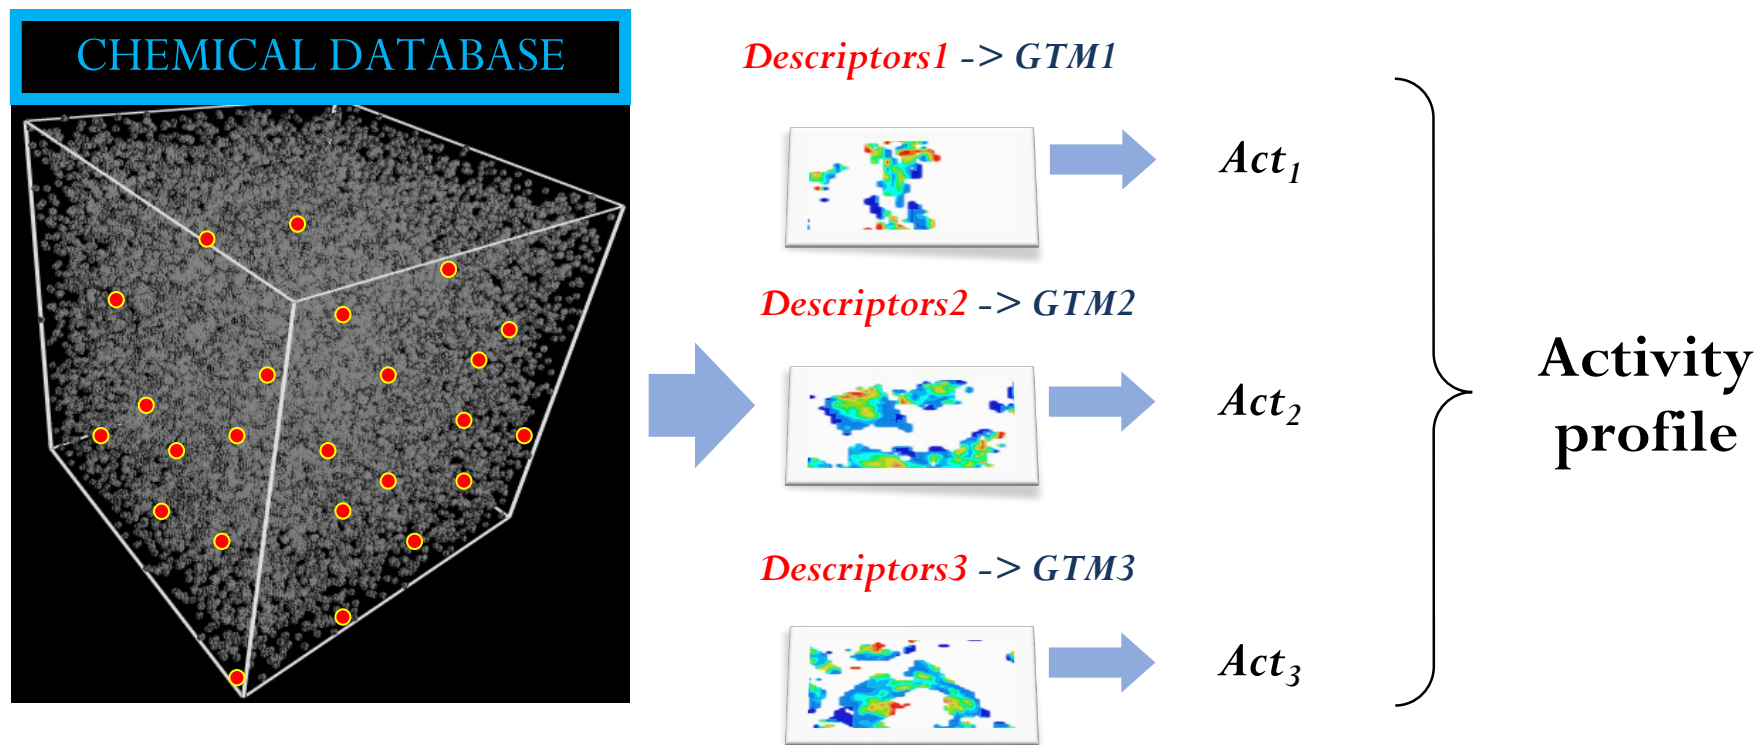 CHEMICAL DATABASE
Descriptors1 -> GTM1
Act₁
Descriptors2 -> GTM2
Act₂
Descriptors3 -> GTM3
Act₃
Activity
profile